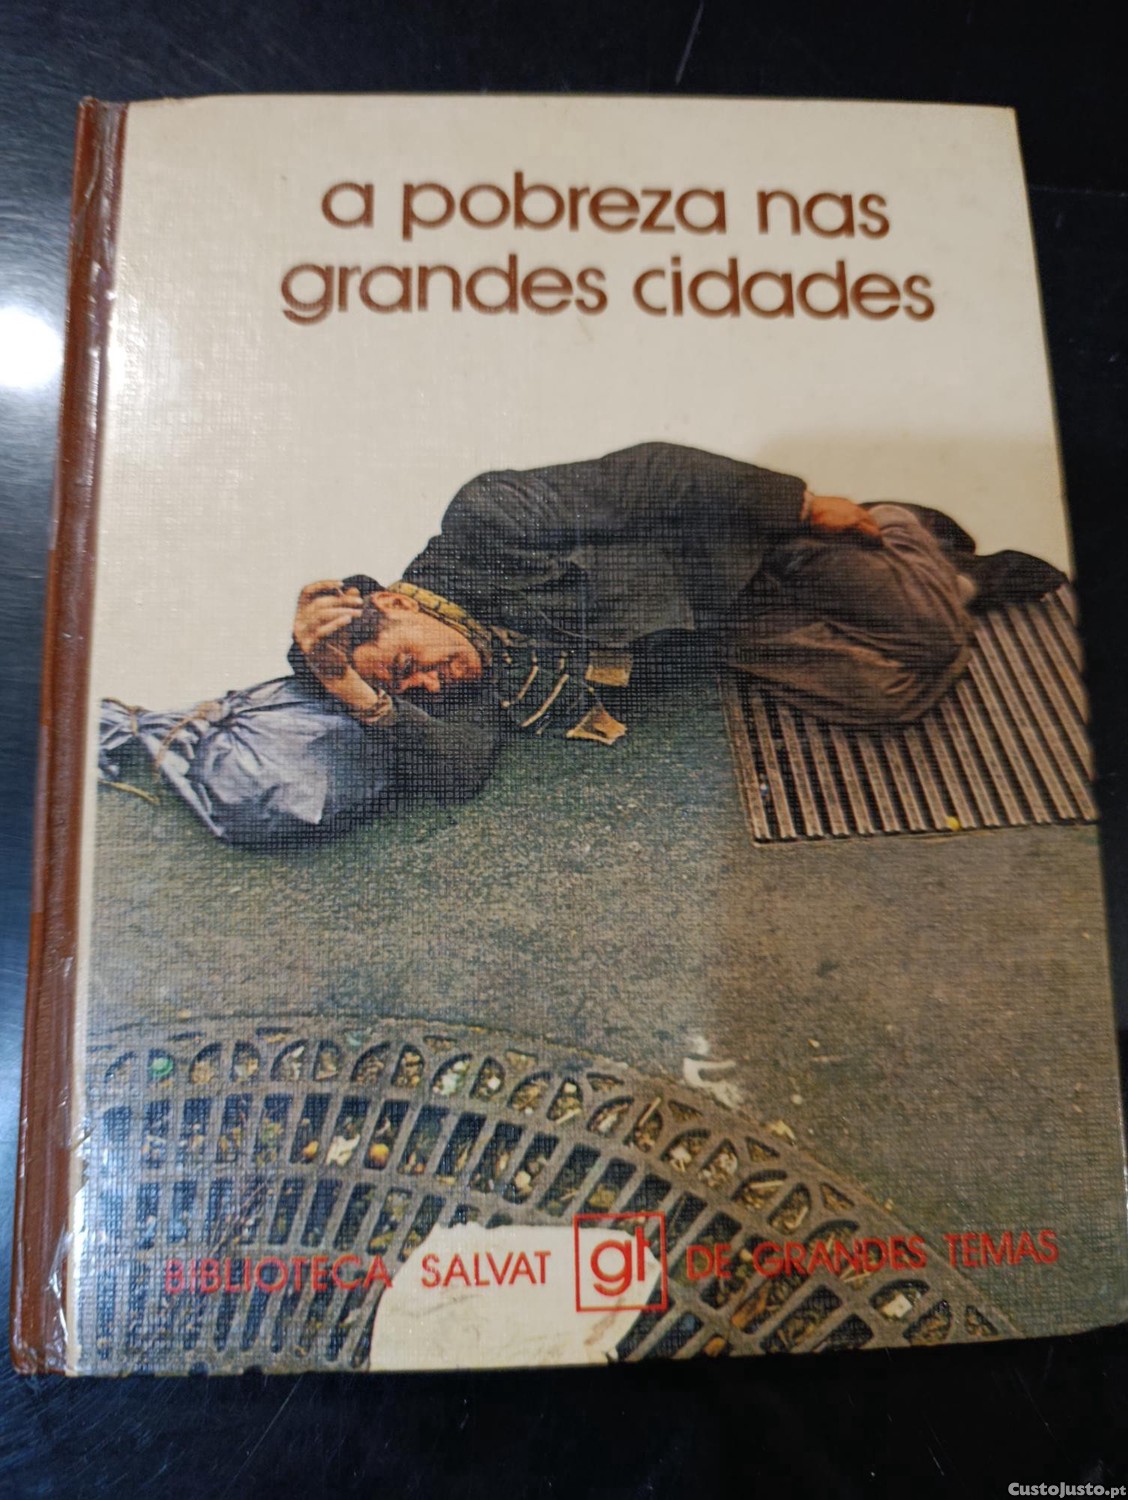 a pobreza nas
grandes cidades
BIBLIOTECA SALVAT gt DE GRANDES TEMAS
CustoJusto.pt